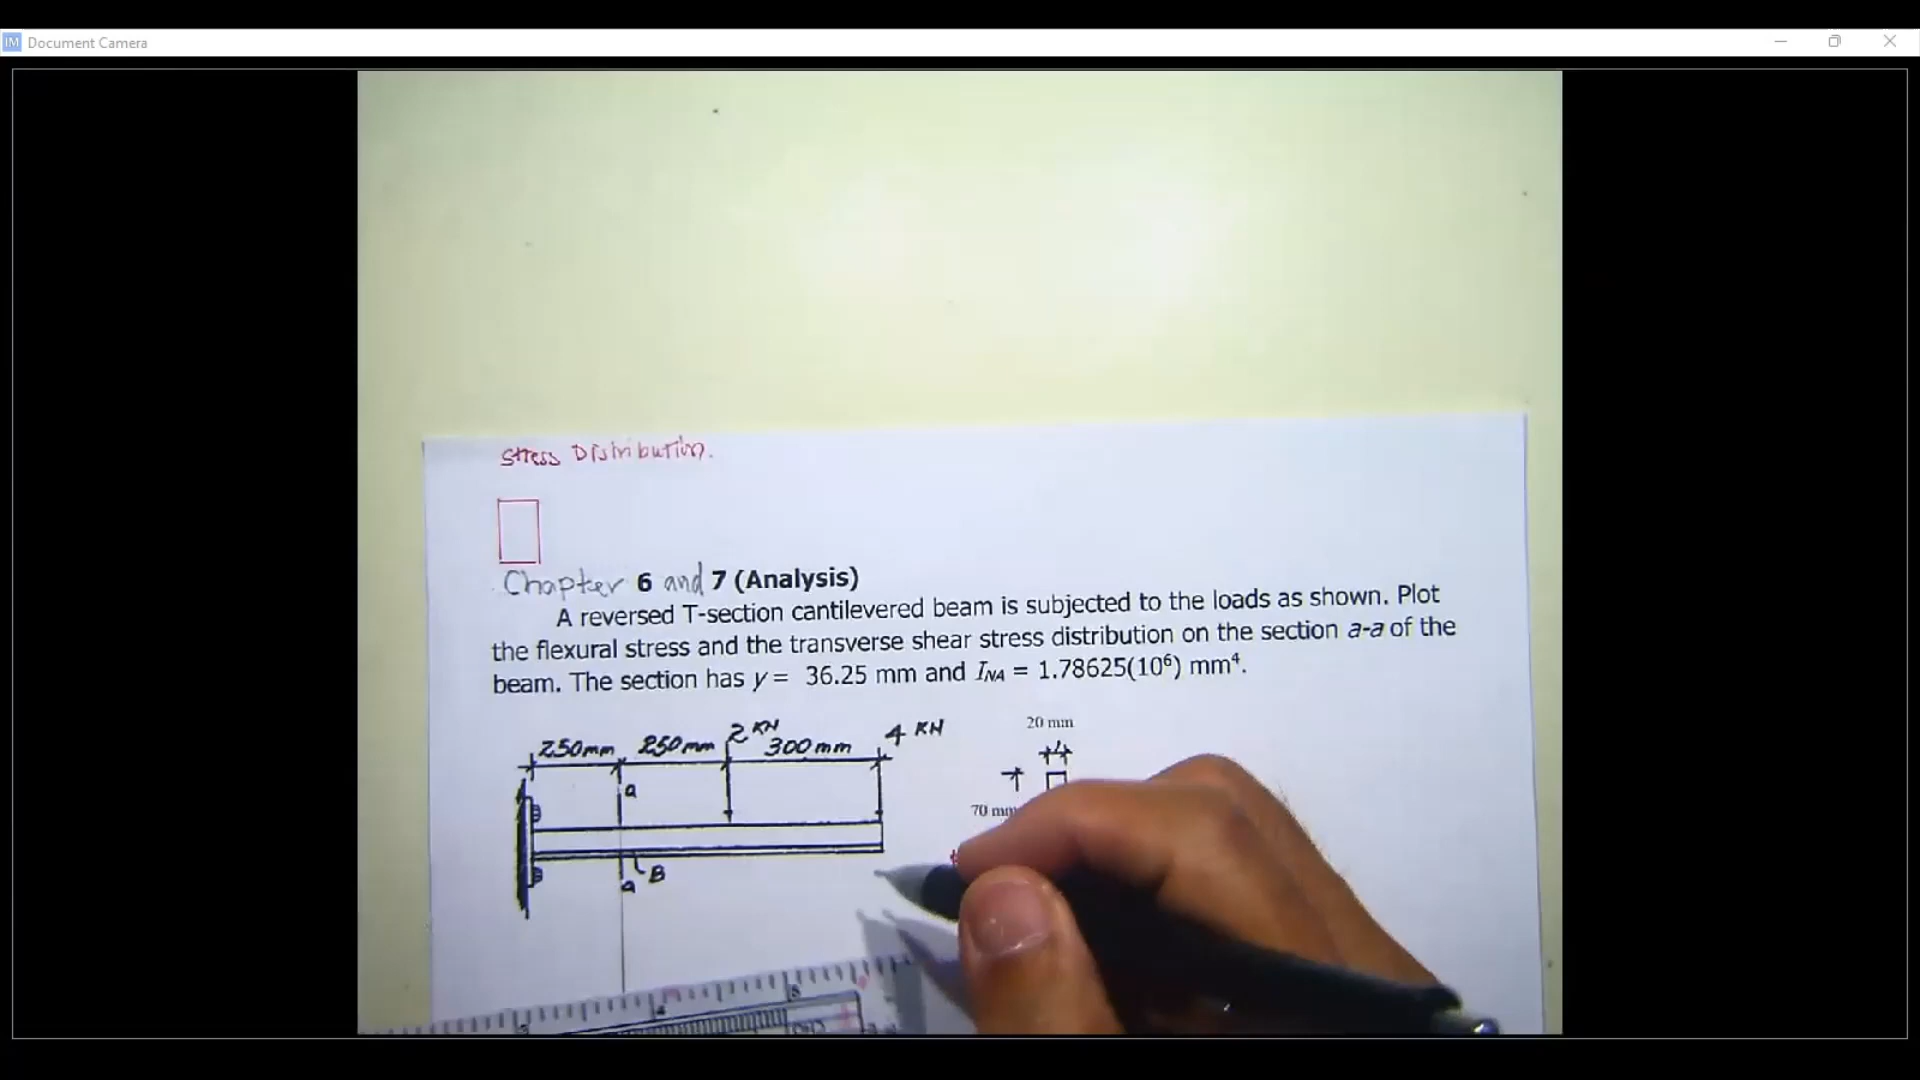 Document Camera
Stress Distribution.
Chapter 6 and 7 (Analysis)
A reversed T-section cantilevered beam is subjected to the loads as shown. Plot
the flexural stress and the transverse shear stress distribution on the section a-a of the
beam. The section has y = 36.25 mm and I_NA = 1.78625(10⁶) mm⁴.
250mm 250mm 2 KN 300mm 4 KN
20 mm
a
70 mm
a B